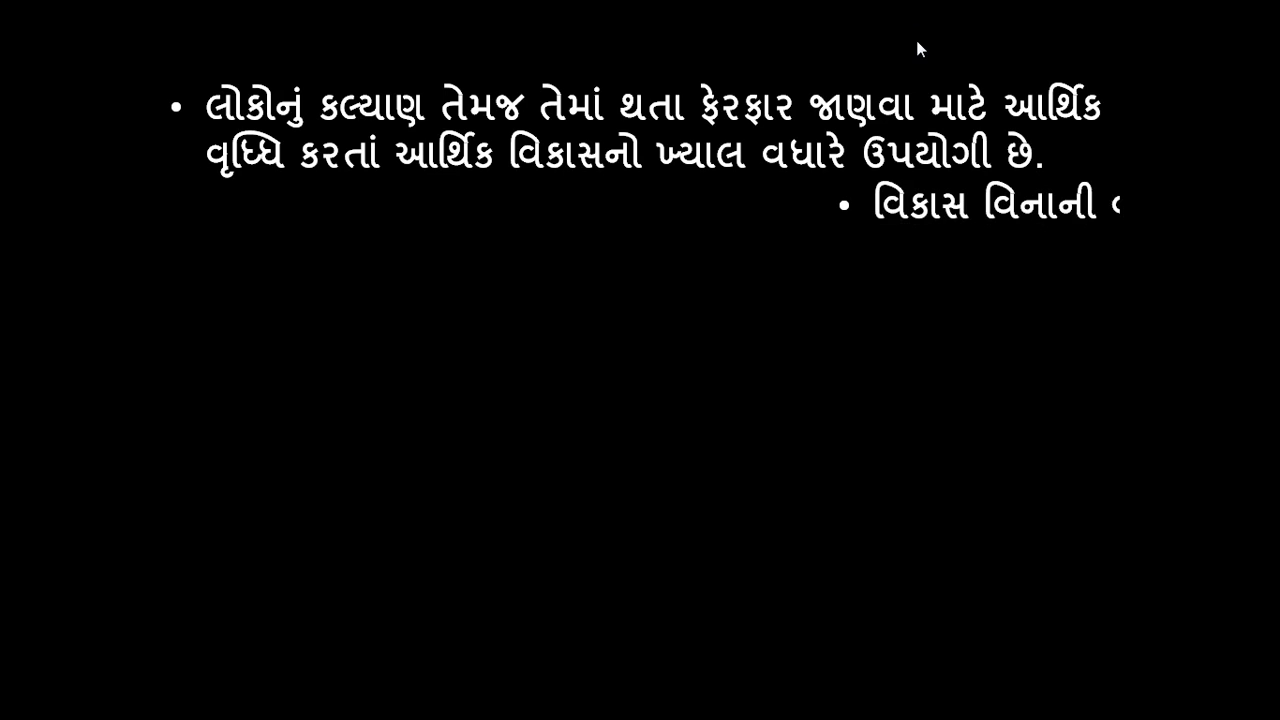 • લોકોનું કલ્યાણ તેમજ તેમાં થતા ફેરફાર જાણવા માટે આર્થિક
વૃધ્ધિ કરતાં આર્થિક વિકાસનો ખ્યાલ વધારે ઉપયોગી છે.
• વિકાસ વિનાની